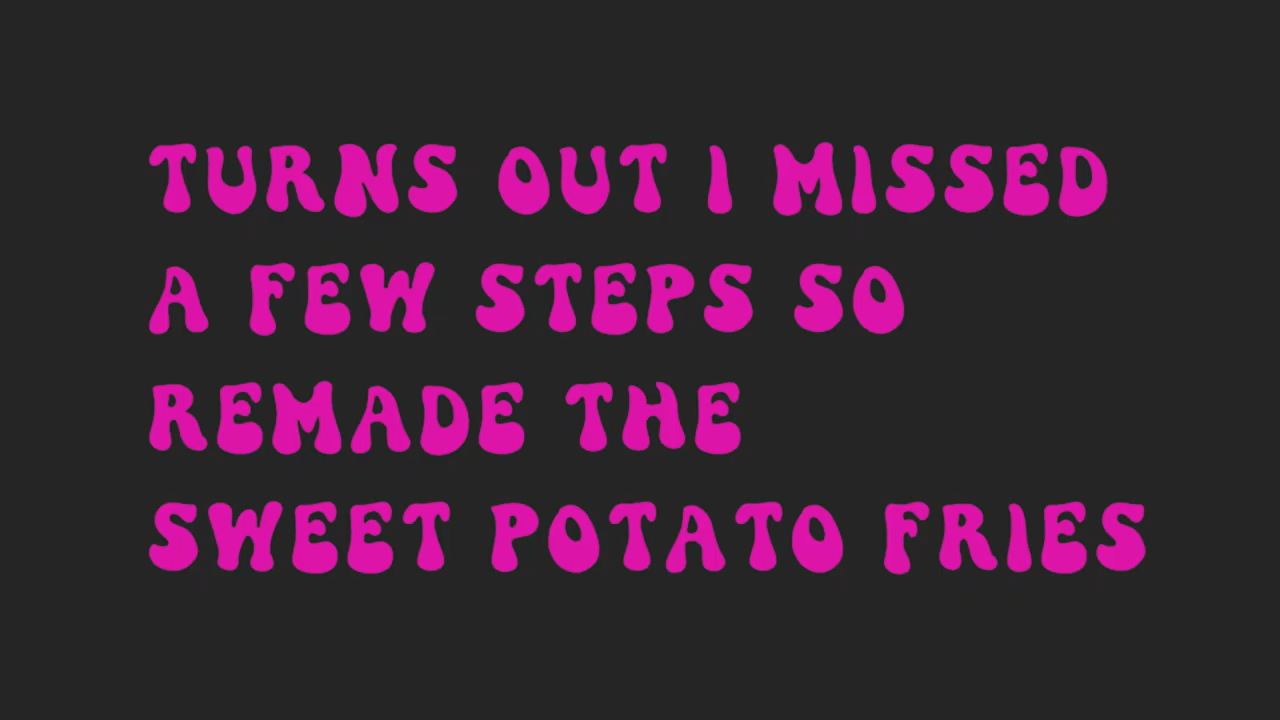 TURNS OUT I MISSED
A FEW STEPS SO
REMADE THE
SWEET POTATO FRIES